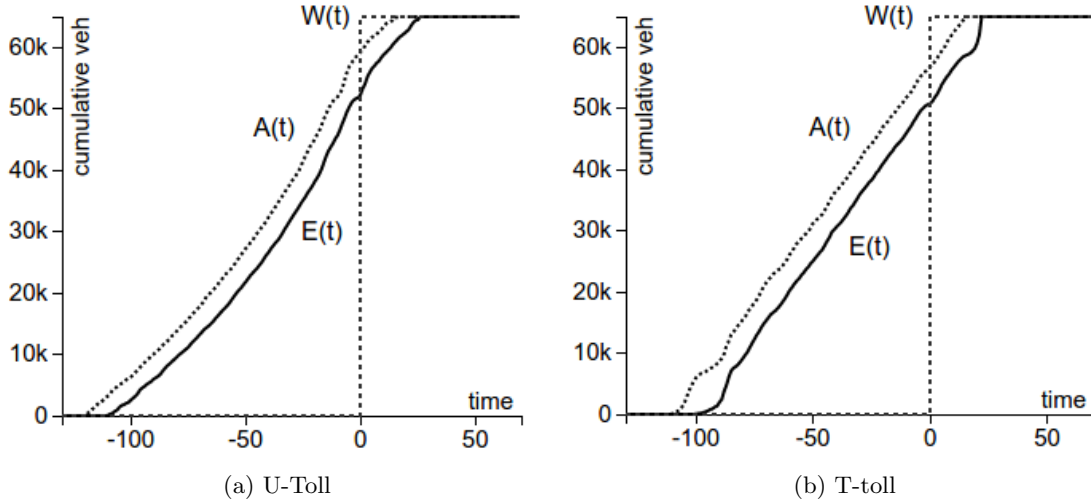 W(t)
60k
50k
40k
30k
20k
10k
0
cumulative veh
A(t)
E(t)
time
-100
-50
0
50
(a) U-Toll
W(t)
60k
50k
40k
30k
20k
10k
0
cumulative veh
A(t)
E(t)
time
-100
-50
0
50
(b) T-toll